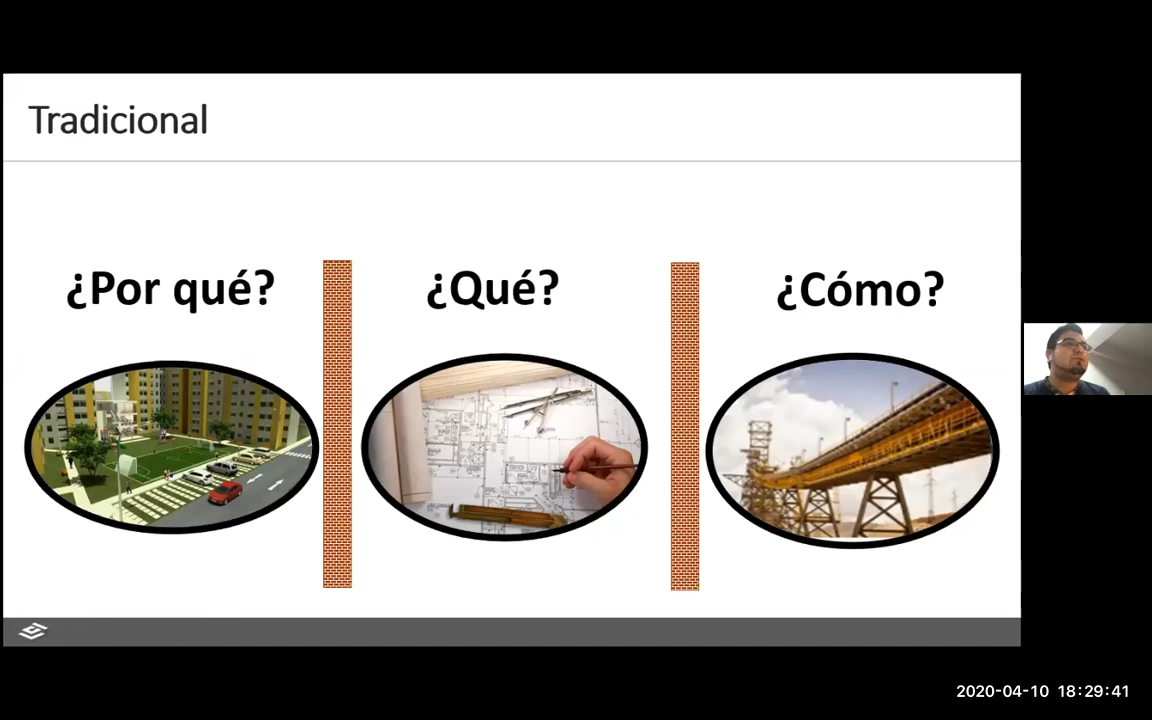 Tradicional
¿Por qué?
¿Qué?
¿Cómo?
2020-04-10 18:29:41